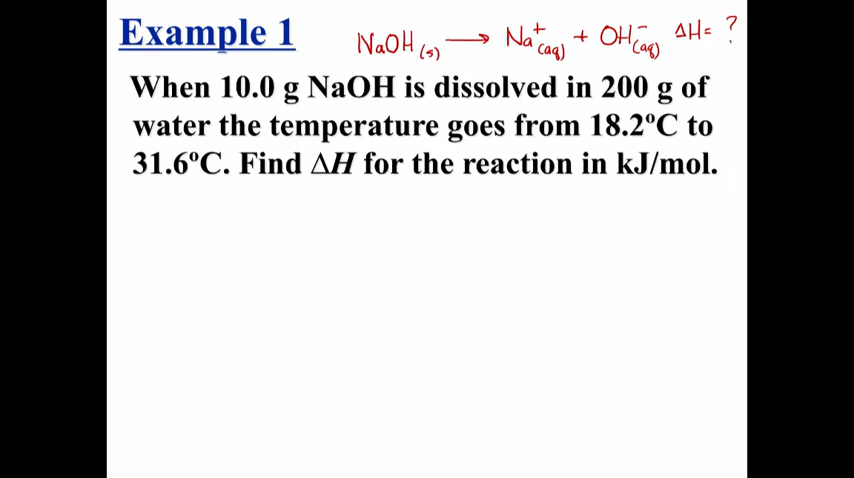 Example 1
NaOH(s) ⟶ Na⁺(aq) + OH⁻(aq) ΔH= ?
When 10.0 g NaOH is dissolved in 200 g of
water the temperature goes from 18.2ºC to
31.6ºC. Find ΔH for the reaction in kJ/mol.